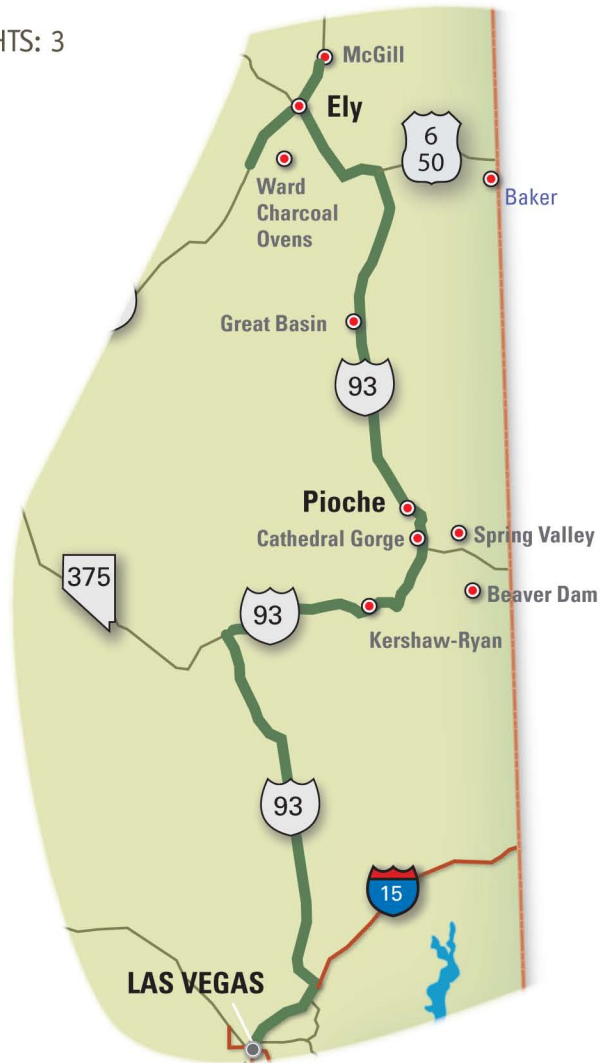 HTS: 3
McGill
Ely
6
50
Baker
Ward
Charcoal
Ovens
Great Basin
93
Pioche
Cathedral Gorge
Spring Valley
375
Beaver Dam
93
Kershaw-Ryan
93
15
LAS VEGAS